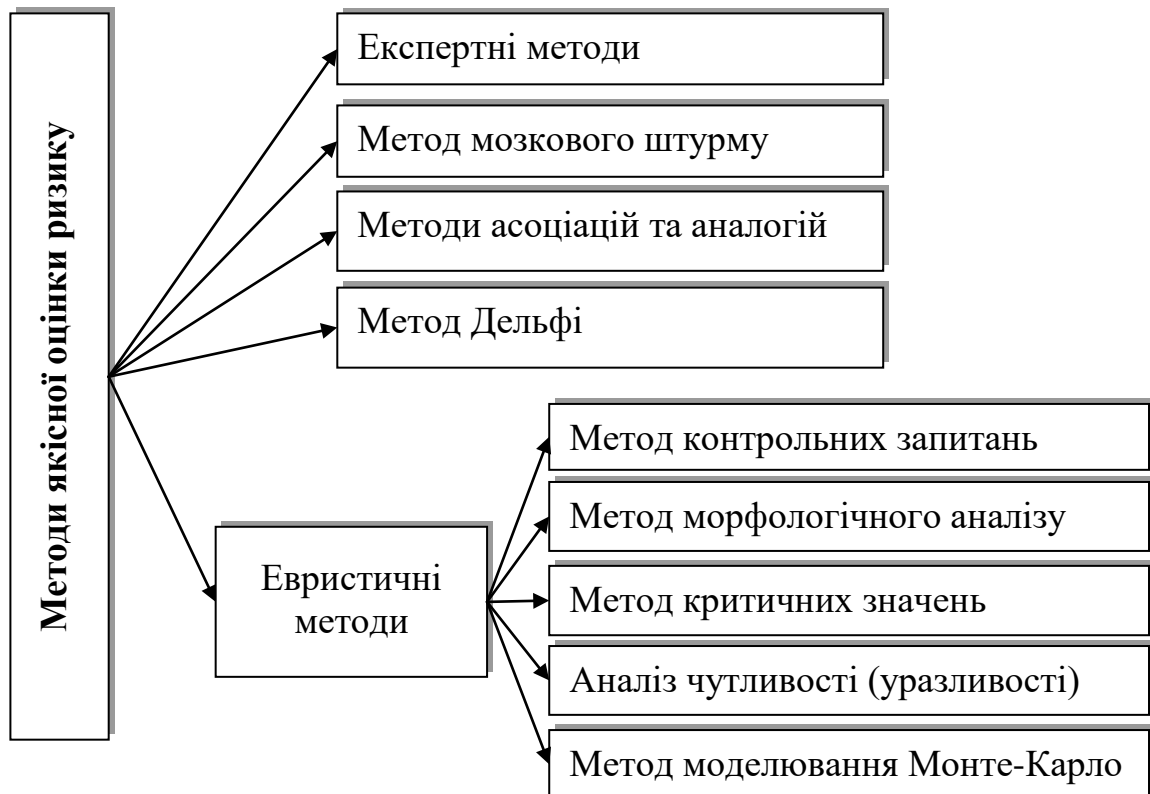 Методи якісної оцінки ризику
Експертні методи
Метод мозкового штурму
Методи асоціацій та аналогій
Метод Дельфі
Евристичні
методи
Метод контрольних запитань
Метод морфологічного аналізу
Метод критичних значень
Аналіз чутливості (уразливості)
Метод моделювання Монте-Карло